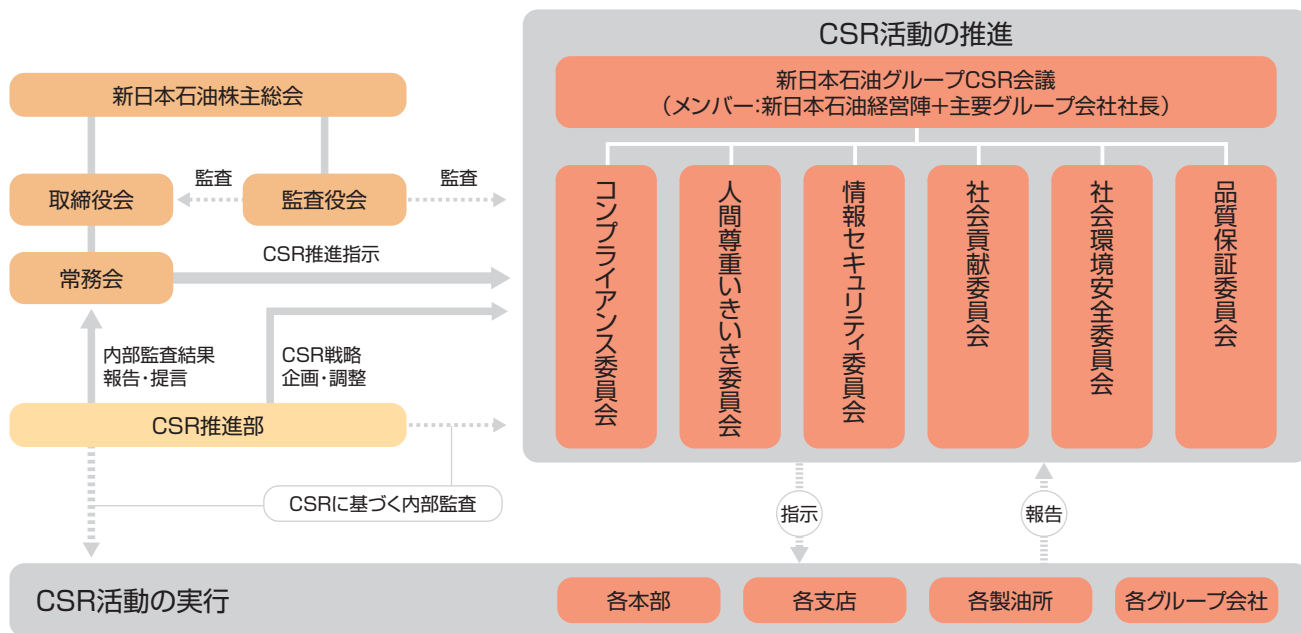 CSR活動の推進
新日本石油グループCSR会議
（メンバー：新日本石油経営陣＋主要グループ会社社長）
コンプライアンス委員会
人間尊重いきいき委員会
情報セキュリティ委員会
社会貢献委員会
社会環境安全委員会
品質保証委員会
新日本石油株主総会
取締役会
監査
監査役会
監査
常務会
CSR推進指示
内部監査結果
報告・提言
CSR戦略
企画・調整
CSR推進部
CSRに基づく内部監査
指示
報告
CSR活動の実行
各本部
各支店
各製油所
各グループ会社